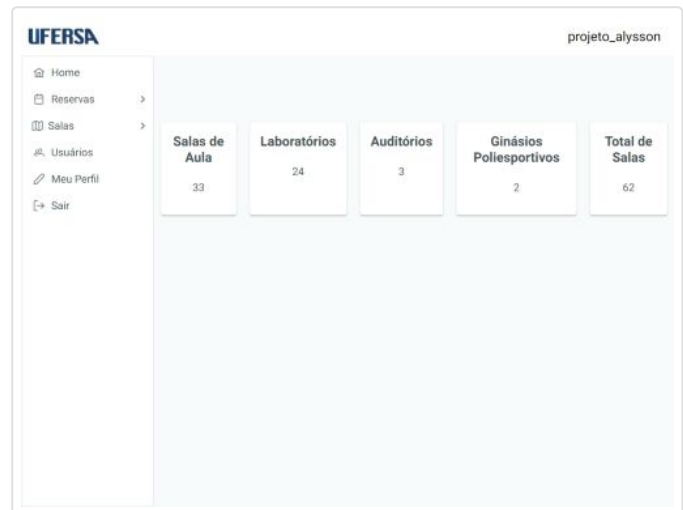 UFERSA
projeto_alysson
Home
Reservas
Salas
Usuários
Meu Perfil
Sair
Salas de
Aula
33
Laboratórios
24
Auditórios
3
Ginásios
Poliesportivos
2
Total de
Salas
62